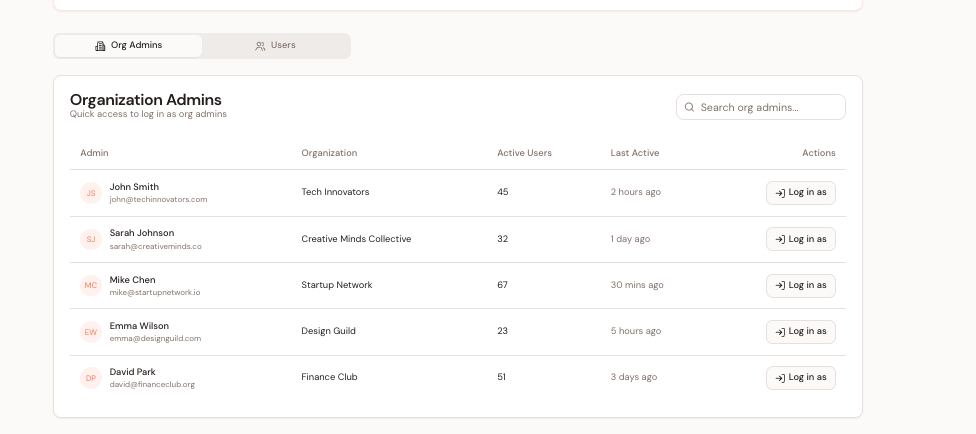 Org Admins
Users
Organization Admins
Quick access to log in as org admins
Search org admins...
Admin Organization Active Users Last Active Actions
JS John Smith Tech Innovators 45 2 hours ago Log in as
john@techinnovators.com
SJ Sarah Johnson Creative Minds Collective 32 1 day ago Log in as
sarah@creativeminds.co
MC Mike Chen Startup Network 67 30 mins ago Log in as
mike@startupnetwork.io
EW Emma Wilson Design Guild 23 5 hours ago Log in as
emma@designguild.com
DP David Park Finance Club 51 3 days ago Log in as
david@financeclub.org